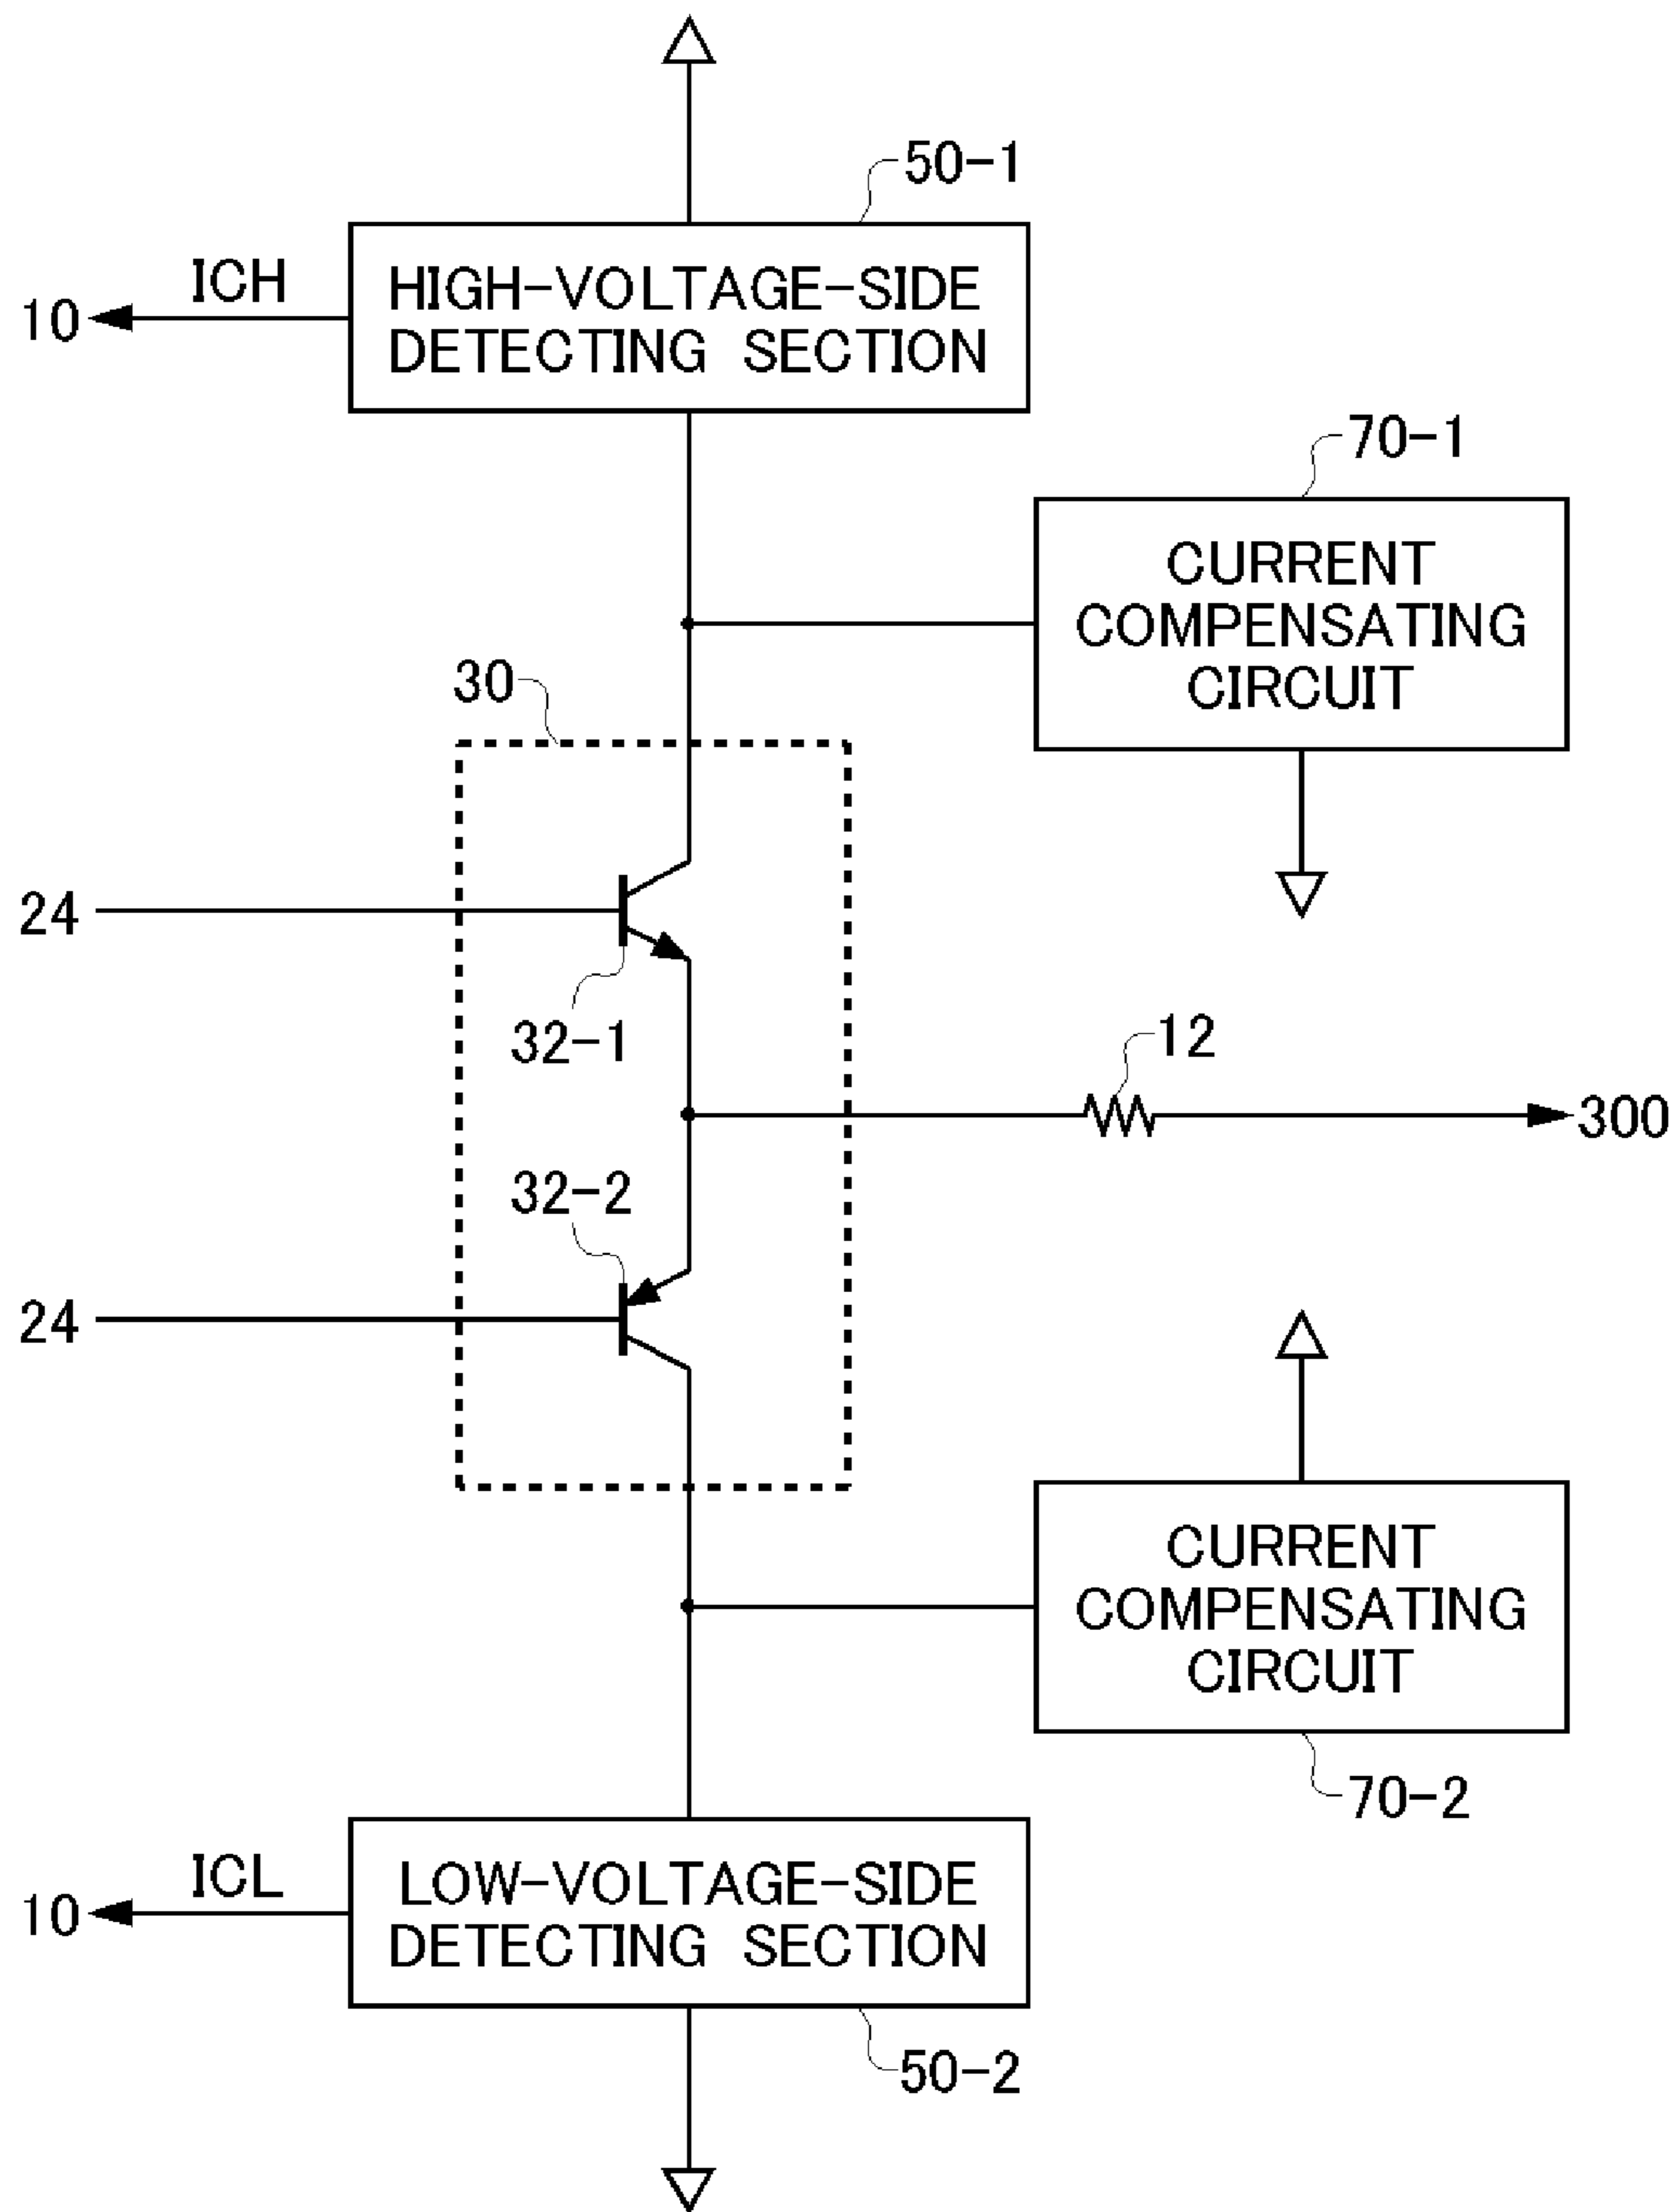 50-1
ICH
10
HIGH-VOLTAGE-SIDE
DETECTING SECTION
70-1
CURRENT
COMPENSATING
CIRCUIT
30
24
32-1
12
300
32-2
24
CURRENT
COMPENSATING
CIRCUIT
70-2
ICL
10
LOW-VOLTAGE-SIDE
DETECTING SECTION
50-2